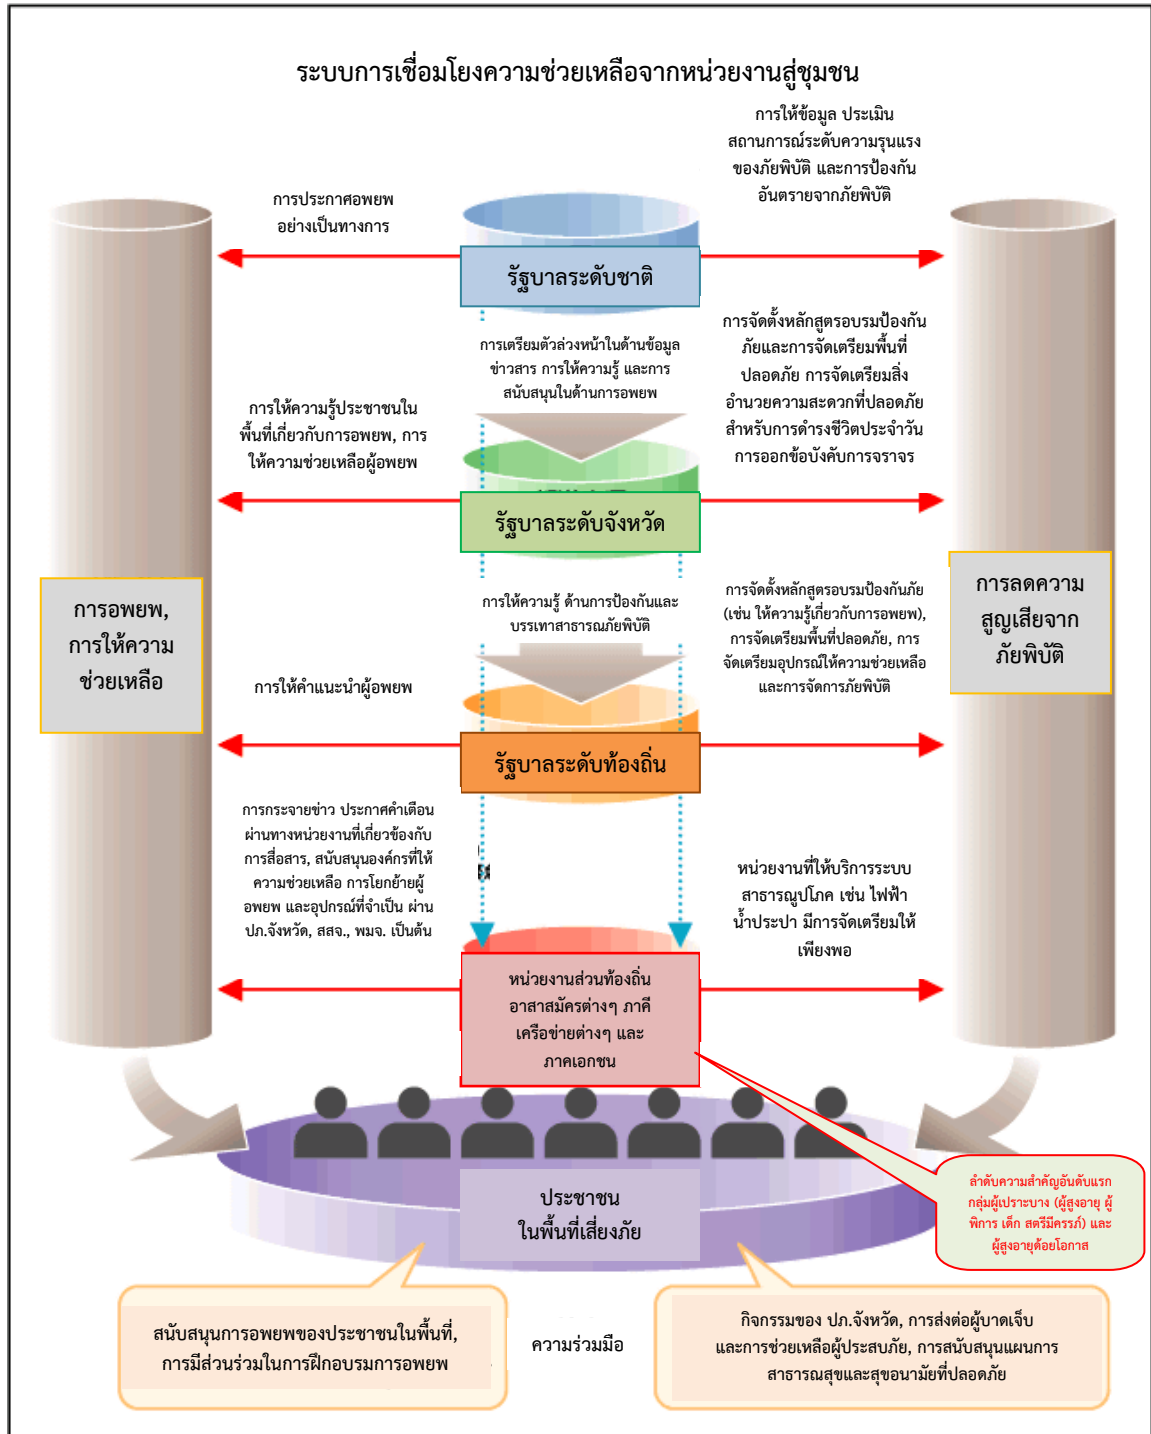 ระบบการเชื่อมโยงความช่วยเหลือจากหน่วยงานสู่ชุมชน
การให้ข้อมูล ประเมิน
สถานการณ์ระดับความรุนแรง
ของภัยพิบัติ และการป้องกัน
อันตรายจากภัยพิบัติ
การประกาศอพยพ
อย่างเป็นทางการ
รัฐบาลระดับชาติ
การเตรียมตัวล่วงหน้าในด้านข้อมูล
ข่าวสาร การให้ความรู้ และการ
สนับสนุนในด้านการอพยพ
การจัดตั้งหลักสูตรอบรมป้องกัน
ภัยและการจัดเตรียมพื้นที่
ปลอดภัย การจัดเตรียมสิ่ง
อำนวยความสะดวกที่ปลอดภัย
สำหรับการดำรงชีวิตประจำวัน
การออกข้อบังคับการจราจร
การให้ความรู้ประชาชนใน
พื้นที่เกี่ยวกับการอพยพ, การ
ให้ความช่วยเหลือผู้อพยพ
รัฐบาลระดับจังหวัด
การอพยพ,
การให้ความ
ช่วยเหลือ
การให้ความรู้ ด้านการป้องกันและ
บรรเทาสาธารณภัยพิบัติ
การจัดตั้งหลักสูตรอบรมป้องกันภัย
(เช่น ให้ความรู้เกี่ยวกับการอพยพ),
การจัดเตรียมพื้นที่ปลอดภัย, การ
จัดเตรียมอุปกรณ์ให้ความช่วยเหลือ
และการจัดการภัยพิบัติ
การลดความ
สูญเสียจาก
ภัยพิบัติ
การให้คำแนะนำผู้อพยพ
รัฐบาลระดับท้องถิ่น
การกระจายข่าว ประกาศคำเตือน
ผ่านทางหน่วยงานที่เกี่ยวข้องกับ
การสื่อสาร, สนับสนุนองค์กรที่ให้
ความช่วยเหลือ การโยกย้ายผู้
อพยพ และอุปกรณ์ที่จำเป็น ผ่าน
ปภ.จังหวัด, สสจ., พมจ. เป็นต้น
หน่วยงานที่ให้บริการระบบ
สาธารณูปโภค เช่น ไฟฟ้า
น้ำประปา มีการจัดเตรียมให้
เพียงพอ
หน่วยงานส่วนท้องถิ่น
อาสาสมัครต่างๆ ภาคี
เครือข่ายต่างๆ และ
ภาคเอกชน
ลำดับความสำคัญอันดับแรก
กลุ่มผู้เปราะบาง (ผู้สูงอายุ ผู้
พิการ เด็ก สตรีมีครรภ์) และ
ผู้สูงอายุด้อยโอกาส
ประชาชน
ในพื้นที่เสี่ยงภัย
สนับสนุนการอพยพของประชาชนในพื้นที่,
การมีส่วนร่วมในการฝึกอบรมการอพยพ
ความร่วมมือ
กิจกรรมของ ปภ.จังหวัด, การส่งต่อผู้บาดเจ็บ
และการช่วยเหลือผู้ประสบภัย, การสนับสนุนแผนการ
สาธารณสุขและสุขอนามัยที่ปลอดภัย